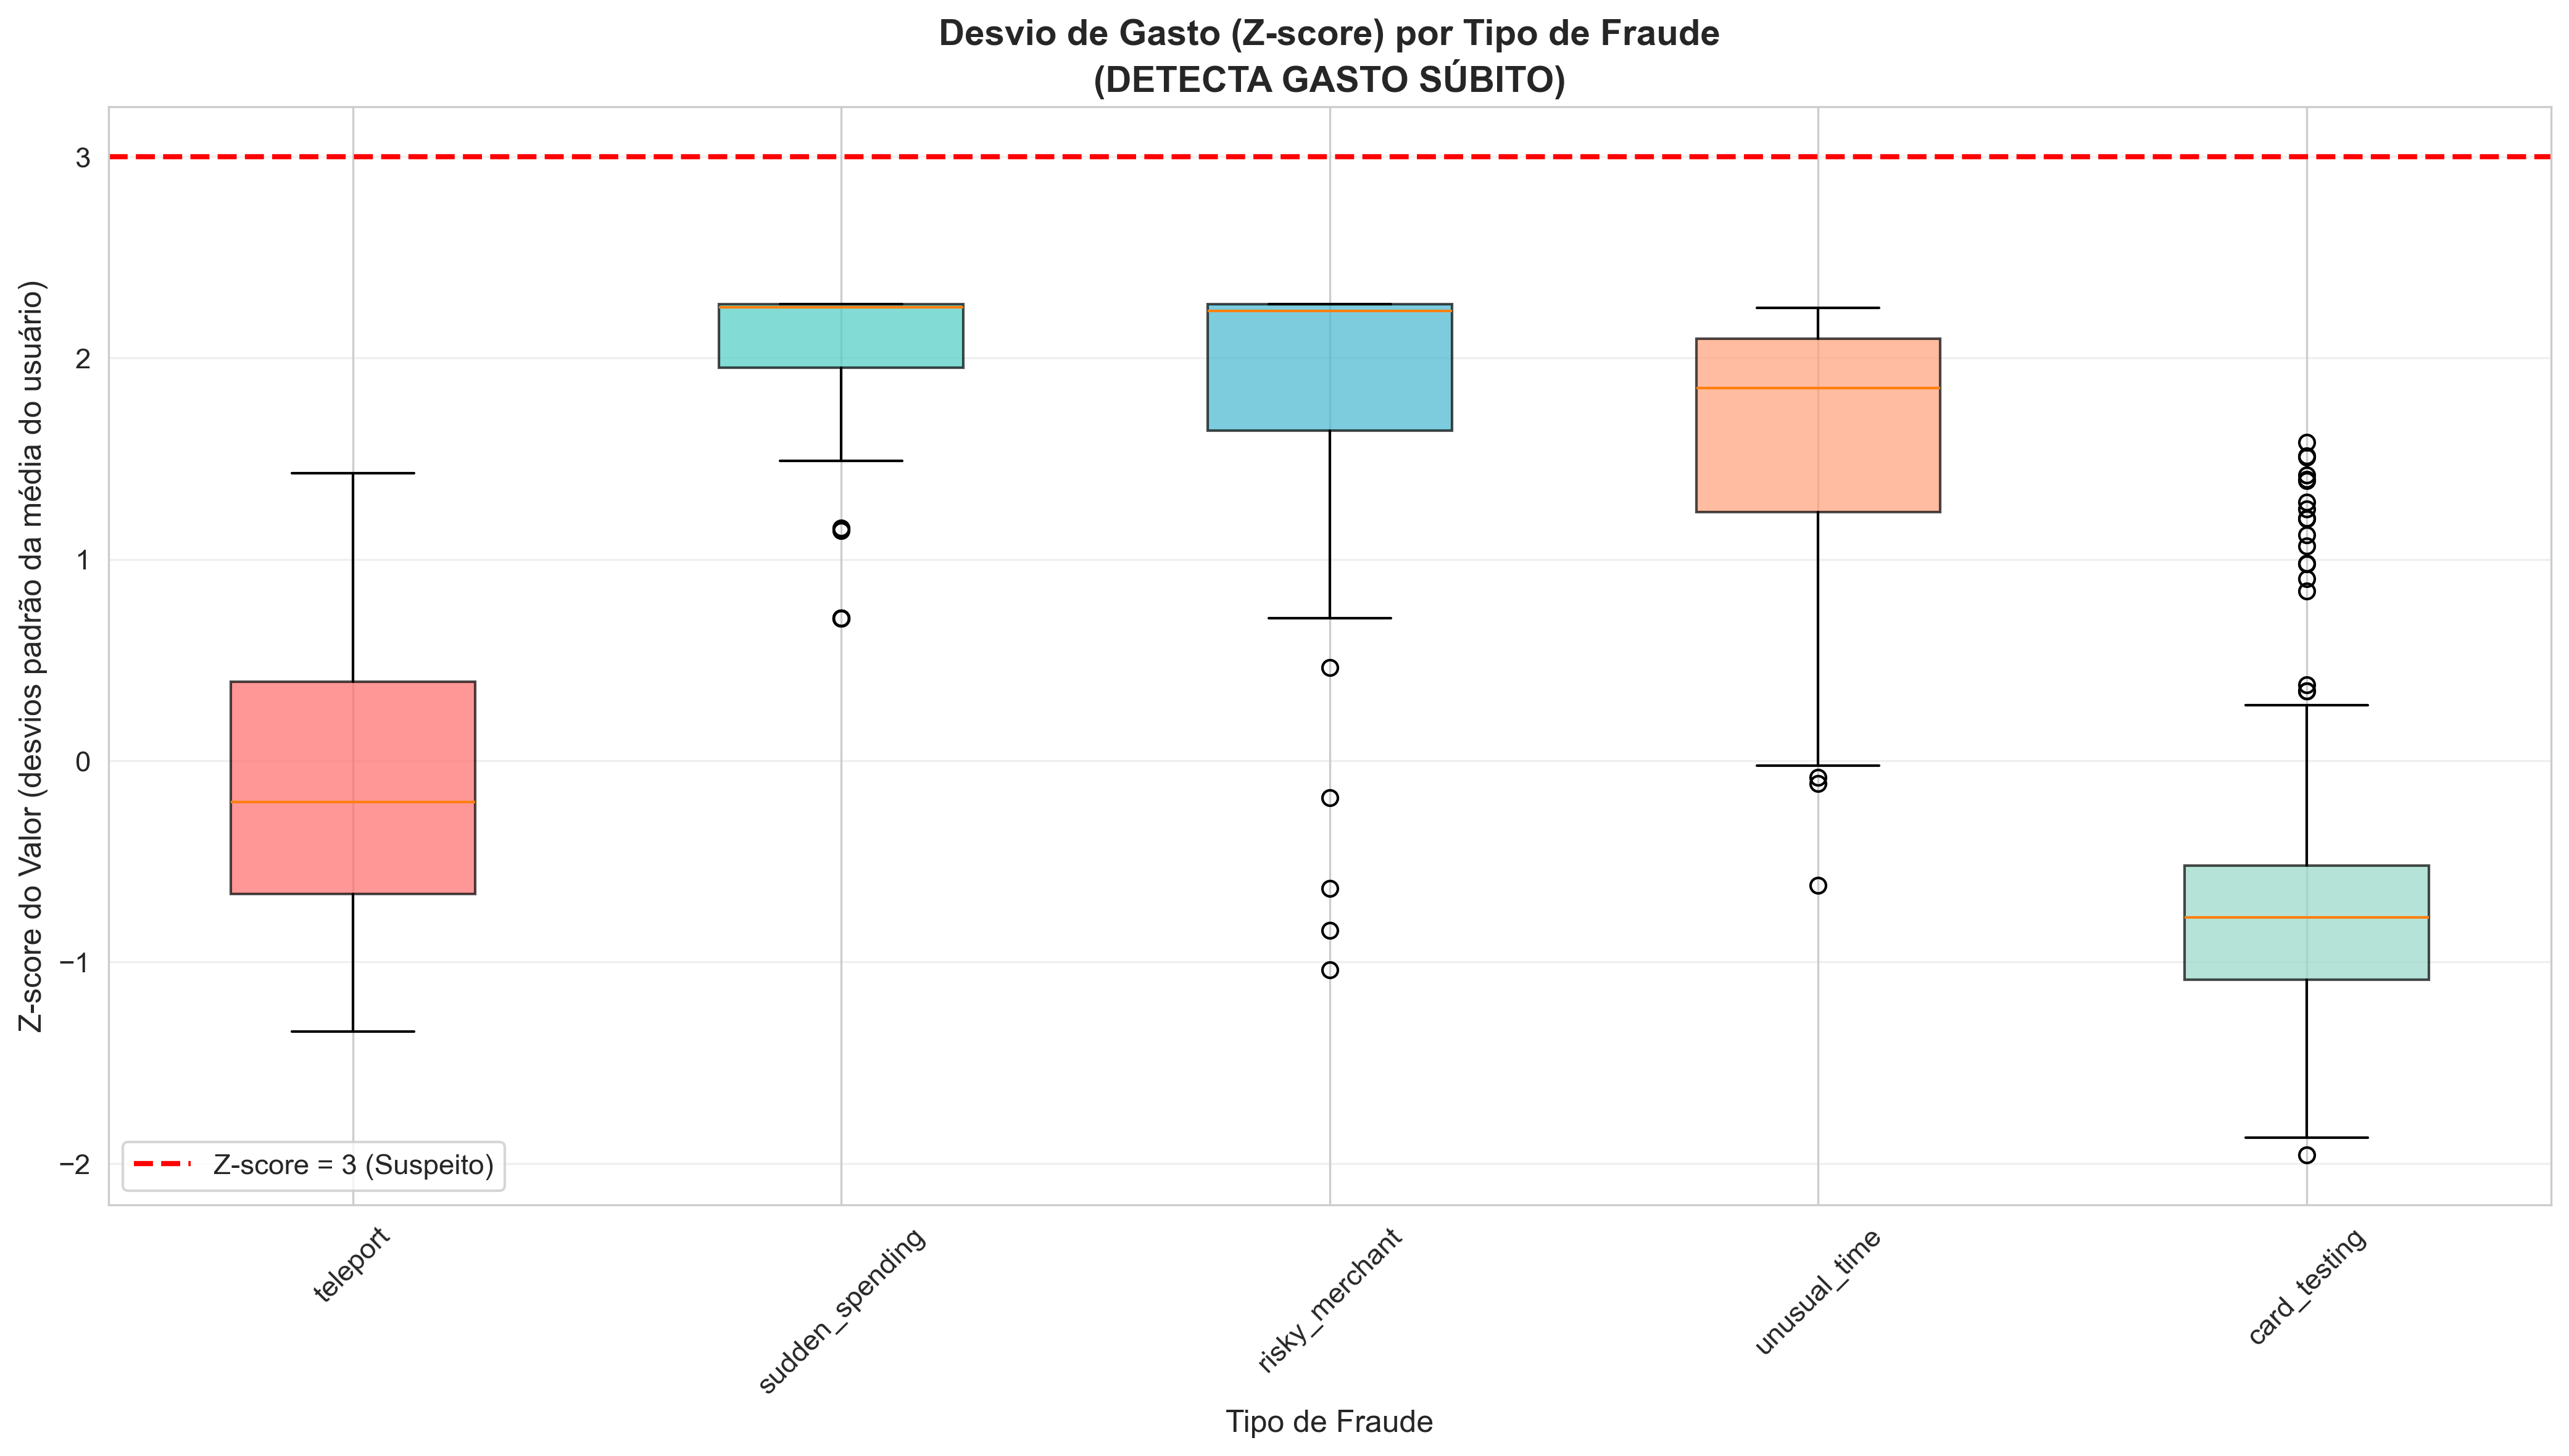 Desvio de Gasto (Z-score) por Tipo de Fraude
(DETECTA GASTO SÚBITO)
Z-score do Valor (desvios padrão da média do usuário)
3
2
1
0
−1
−2
Z-score = 3 (Suspeito)
teleport
sudden_spending
risky_merchant
unusual_time
card_testing
Tipo de Fraude